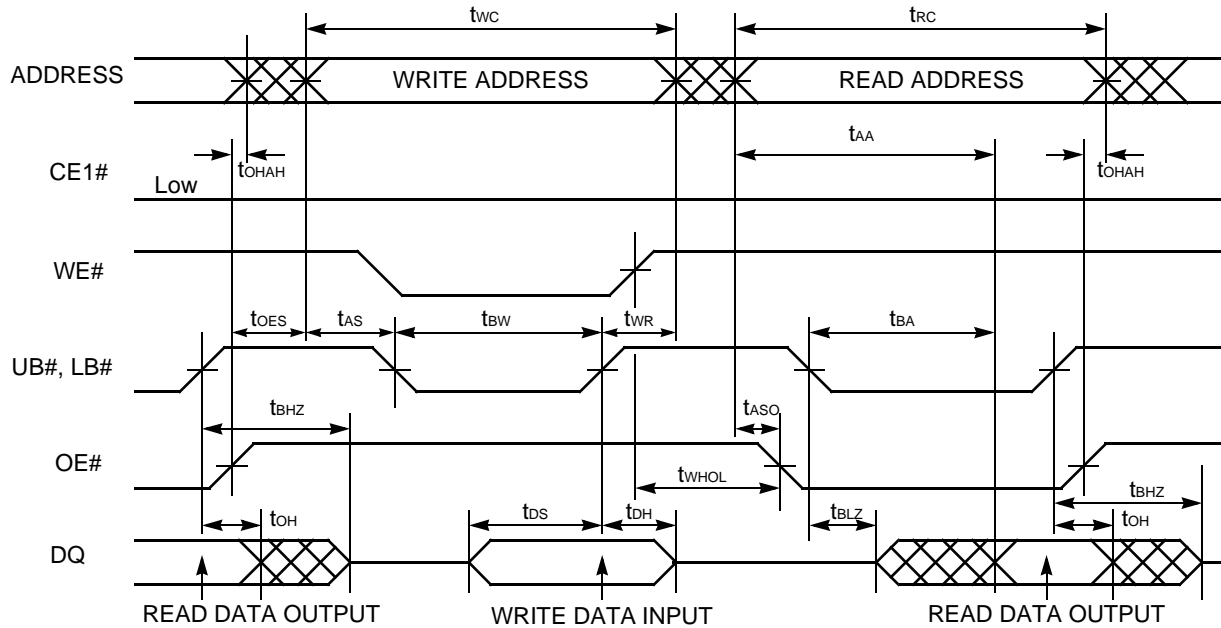 tWC
tRC
ADDRESS
WRITE ADDRESS
READ ADDRESS
tAA
tOHAH
tOHAH
CE1#
Low
WE#
tOES
tAS
tBW
tWR
tBA
UB#, LB#
tBHZ
tASO
OE#
tWHOL
tBHZ
tOH
tDS
tDH
tBLZ
tOH
DQ
READ DATA OUTPUT
WRITE DATA INPUT
READ DATA OUTPUT